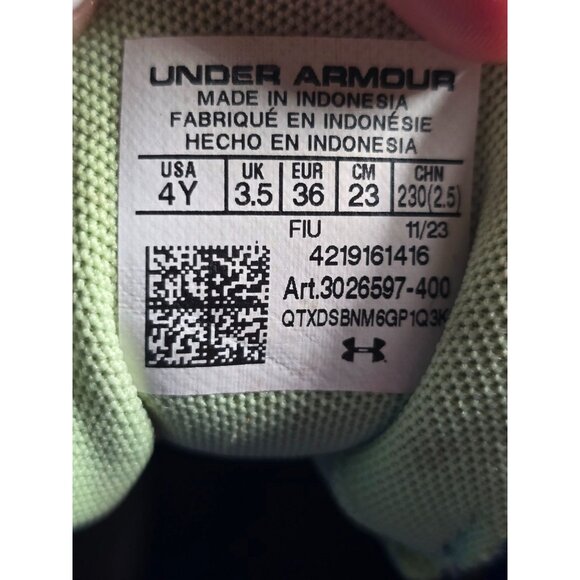 UNDER ARMOUR
MADE IN INDONESIA
FABRIQUÉ EN INDONÉSIE
HECHO EN INDONESIA
USA UK EUR CM CHN
4Y 3.5 36 23 230(2.5)
FIU 11/23
4219161416
Art.3026597-400
QTXDSBNM6GP1Q3K